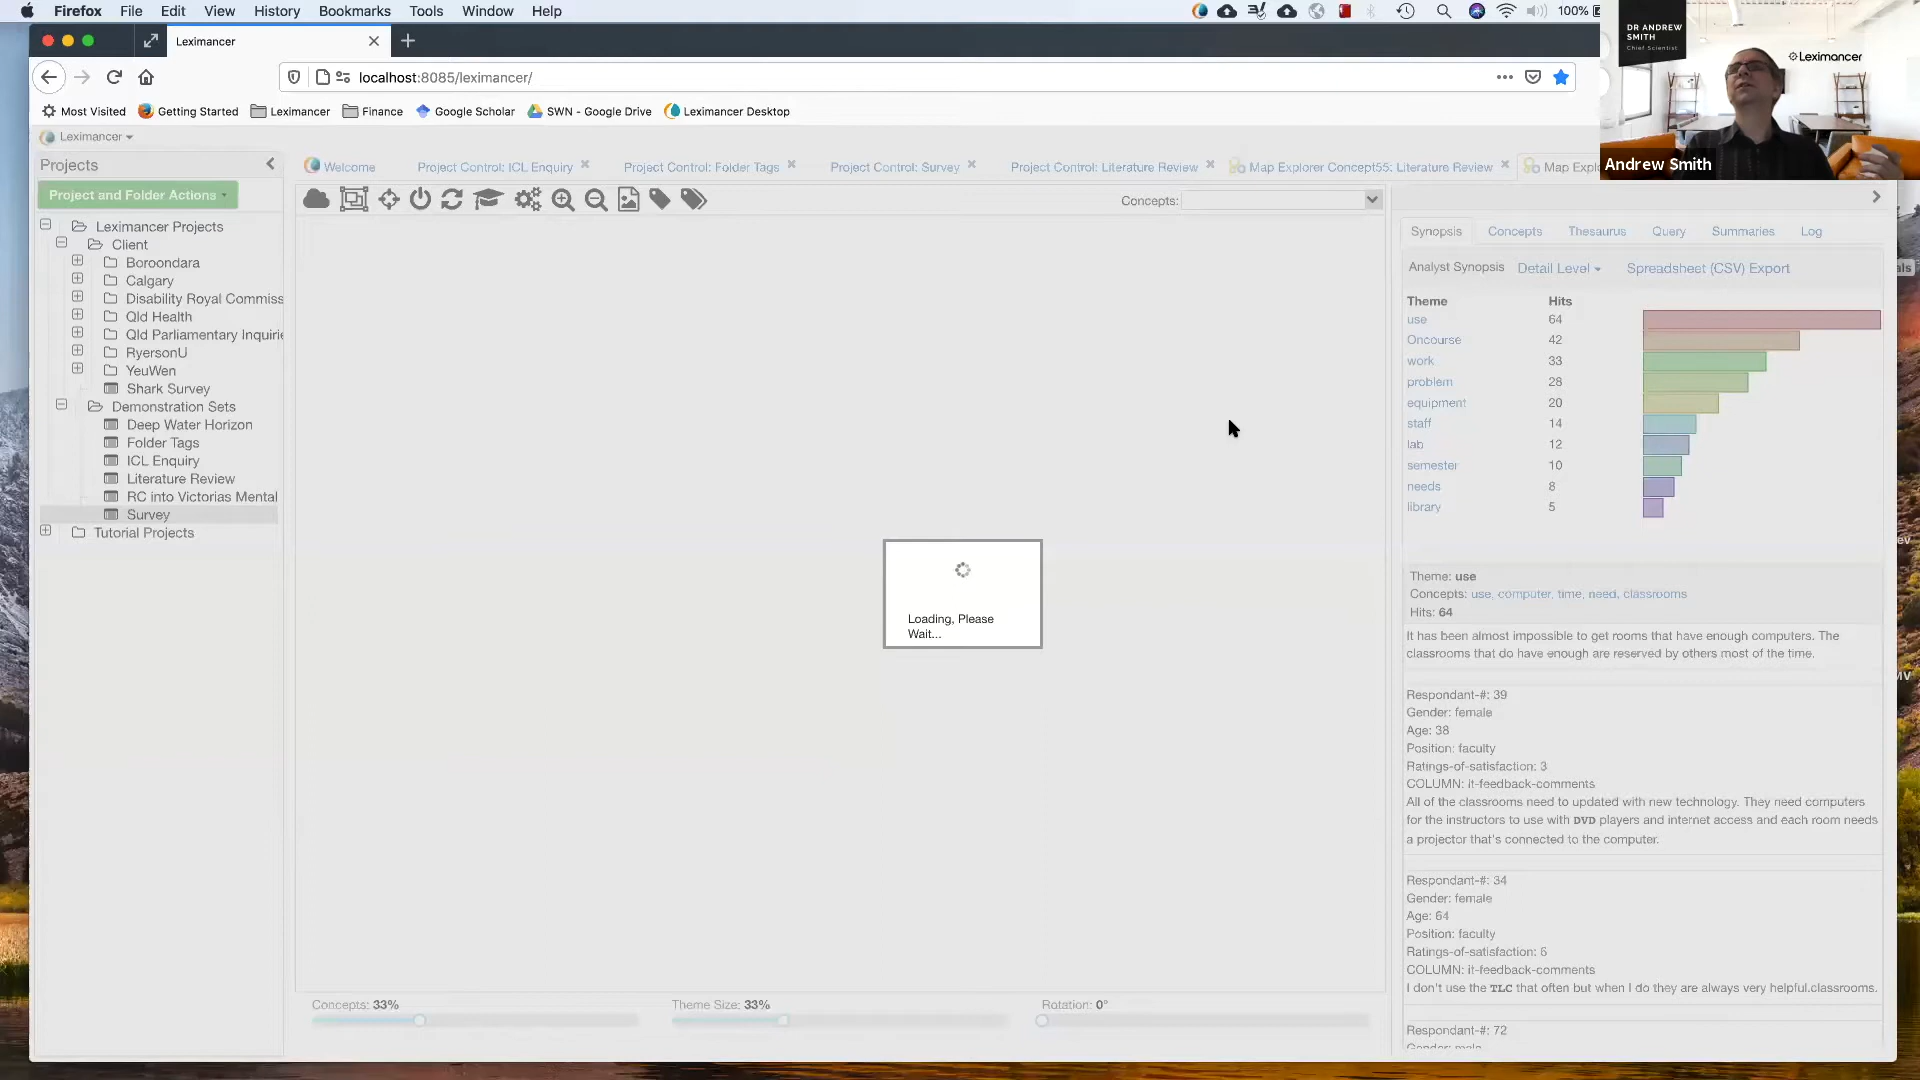 Firefox File Edit View History Bookmarks Tools Window Help
100%
Leximancer
localhost:8085/leximancer/
Most Visited Getting Started Leximancer Finance Google Scholar SWN - Google Drive Leximancer Desktop
DR ANDREW
SMITH
Chief Scientist
Leximancer
Andrew Smith
Leximancer
Projects
Project and Folder Actions
Leximancer Projects
Client
Boroondara
Calgary
Disability Royal Commiss
Qld Health
Qld Parliamentary Inquirie
RyersonU
YeuWen
Shark Survey
Demonstration Sets
Deep Water Horizon
Folder Tags
ICL Enquiry
Literature Review
RC into Victorias Mental
Survey
Tutorial Projects
Welcome Project Control: ICL Enquiry Project Control: Folder Tags Project Control: Survey Project Control: Literature Review Map Explorer Concept55: Literature Review Map Expl
Concepts:
Loading, Please
Wait...
Concepts: 33% Theme Size: 33% Rotation: 0°
Synopsis Concepts Thesaurus Query Summaries Log
Analyst Synopsis Detail Level Spreadsheet (CSV) Export
Theme Hits
use 64
Oncourse 42
work 33
problem 28
equipment 20
staff 14
lab 12
semester 10
needs 8
library 5
Theme: use
Concepts: use, computer, time, need, classrooms
Hits: 64
It has been almost impossible to get rooms that have enough computers. The
classrooms that do have enough are reserved by others most of the time.
Respondant-#: 39
Gender: female
Age: 38
Position: faculty
Ratings-of-satisfaction: 3
COLUMN: it-feedback-comments
All of the classrooms need to updated with new technology. They need computers
for the instructors to use with DVD players and internet access and each room needs
a projector that's connected to the computer.
Respondant-#: 34
Gender: female
Age: 64
Position: faculty
Ratings-of-satisfaction: 6
COLUMN: it-feedback-comments
I don't use the TLC that often but when I do they are always very helpful.classrooms.
Respondant-#: 72
Gender: male